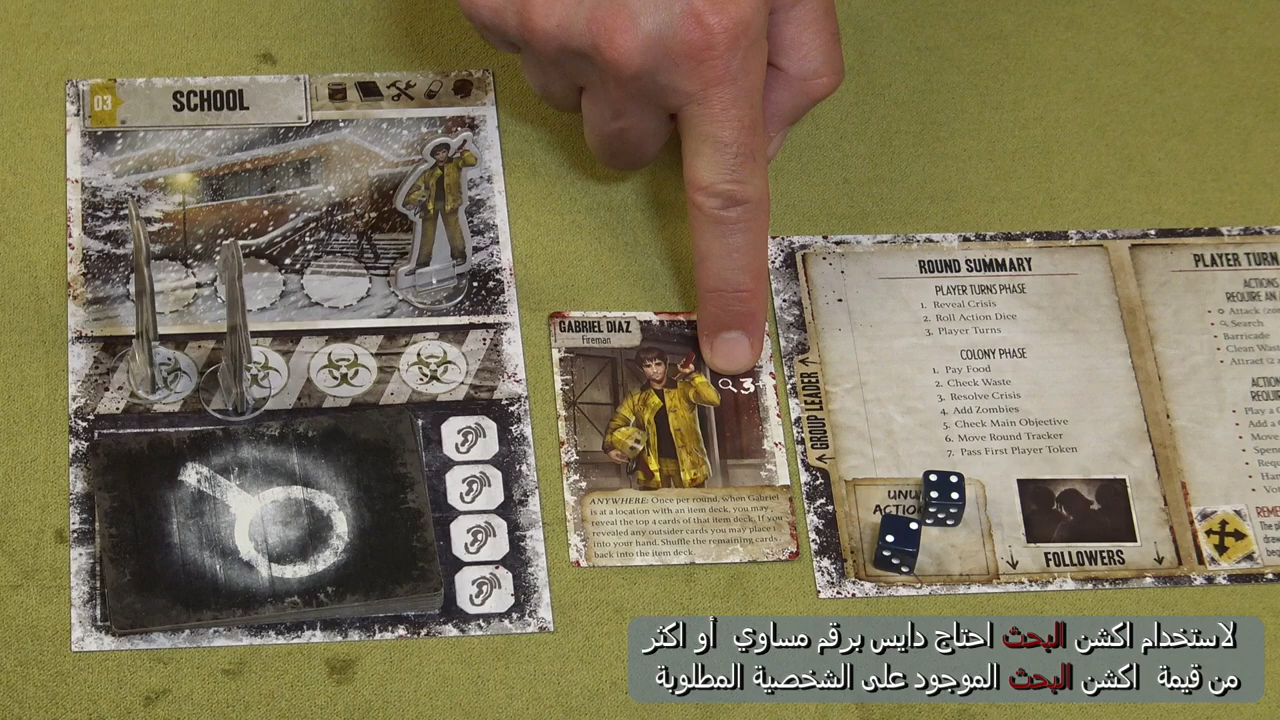 03
SCHOOL
GABRIEL DIAZ
Fireman
3+
ANYWHERE: Once per round, when Gabriel
is at a location with an item deck, you may
reveal the top 4 cards of that item deck. If you
revealed any outsider cards you may place 1
into your hand. Shuffle the remaining cards
back into the item deck.
GROUP LEADER
ROUND SUMMARY
PLAYER TURNS PHASE
1. Reveal Crisis
2. Roll Action Dice
3. Player Turns
COLONY PHASE
1. Pay Food
2. Check Waste
3. Resolve Crisis
4. Add Zombies
5. Check Main Objective
6. Move Round Tracker
7. Pass First Player Token
FOLLOWERS
PLAYER TURN
ACTIONS
REQUIRE AN
Attack
Search
Barricade
Clean
Attract
Play a
Add a
لاستخدام اكشن البحث احتاج دايس برقم مساوي أو اكثر
من قيمة اكشن البحث الموجود على الشخصية المطلوبة